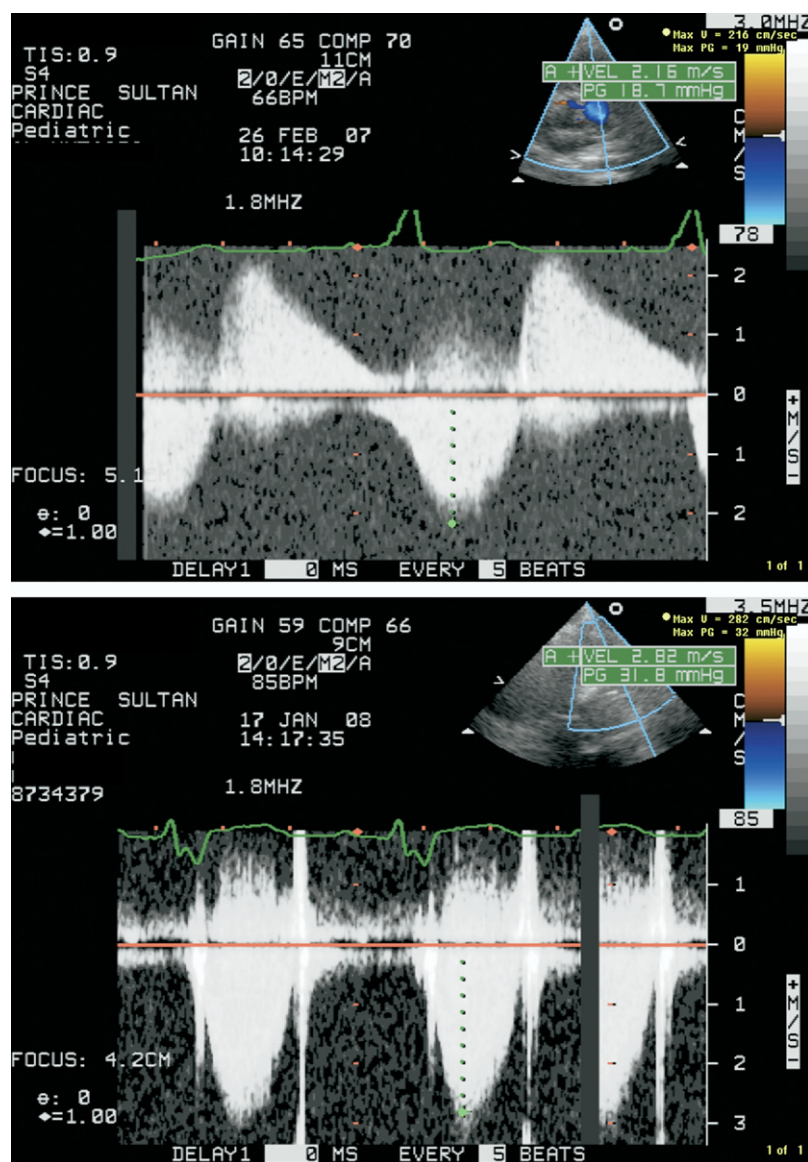 GAIN 65 COMP 70
3.0MHZ
11CM
Max V = 216 cm/sec
Max PG = 19 mmHg
TIS:0.9
S4
2/0/E/M2/A
A +VEL 2.16 m/s
PG 18.7 mmHg
PRINCE SULTAN
66BPM
CARDIAC
Pediatric
26 FEB 07
10:14:29
CM/S
1.8MHZ
78
2
1
0
+M/S-
1
FOCUS: 5.1
2
⊖: 0
◆=1.00
DELAY1 0 MS EVERY 5 BEATS
1 of 1
GAIN 59 COMP 66
3.5MHZ
9CM
Max V = 282 cm/sec
Max PG = 32 mmHg
TIS:0.9
S4
2/0/E/M2/A
A +VEL 2.82 m/s
PG 31.8 mmHg
PRINCE SULTAN
85BPM
CARDIAC
Pediatric
17 JAN 08
14:17:35
CM/S
8734379
1.8MHZ
85
1
0
+M/S-
1
FOCUS: 4.2CM
2
⊖: 0
◆=1.00
3
DELAY1 0 MS EVERY 5 BEATS
1 of 1